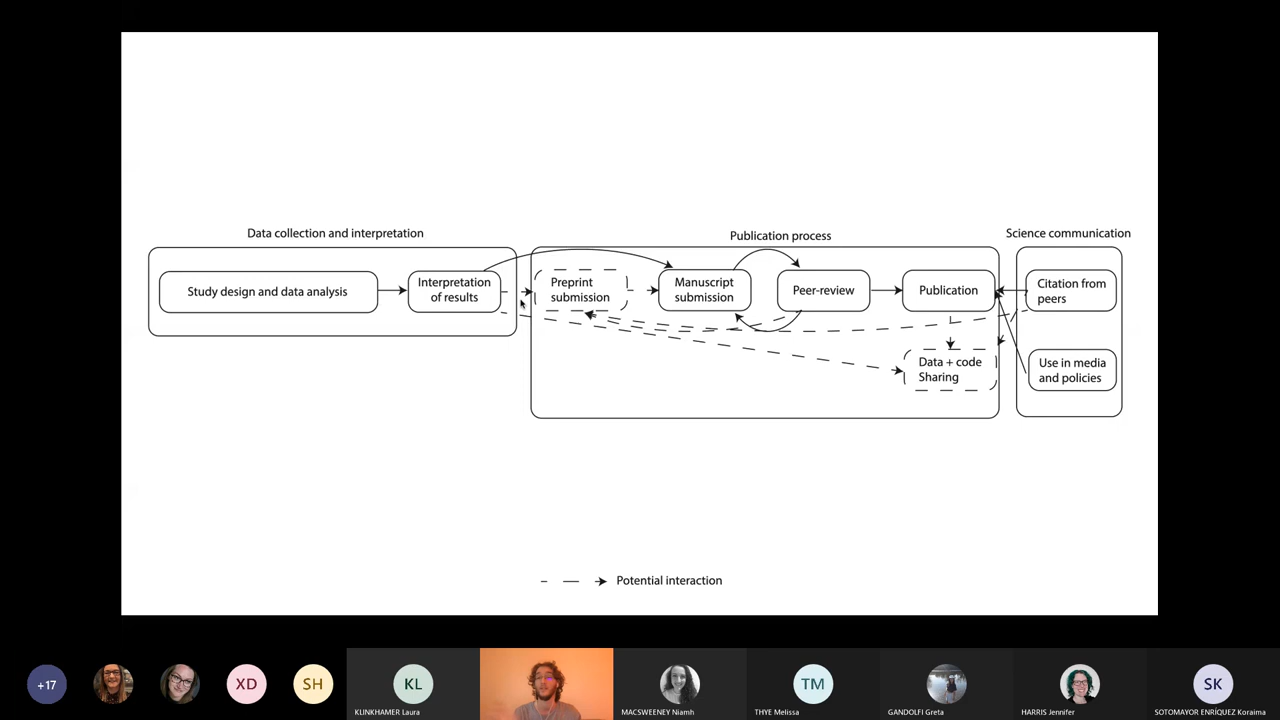 Data collection and interpretation
Publication process
Science communication
Study design and data analysis
Interpretation
of results
Preprint
submission
Manuscript
submission
Peer-review
Publication
Citation from
peers
Data + code
Sharing
Use in media
and policies
Potential interaction
+17
XD
SH
KL
KLINKHAMER Laura
MACSWEENEY Niamh
TM
THYE Melissa
GANDOLFI Greta
HARRIS Jennifer
SK
SOTOMAYOR ENRÍQUEZ Koraima